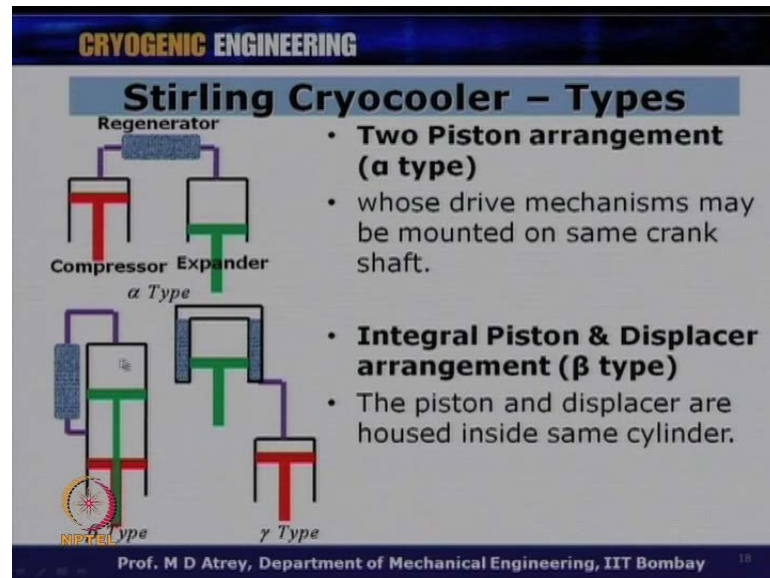 CRYOGENIC ENGINEERING
Stirling Cryocooler – Types
Regenerator
Compressor Expander
α Type
Type
γ Type
• Two Piston arrangement
(α type)
• whose drive mechanisms may
be mounted on same crank
shaft.
• Integral Piston & Displacer
arrangement (β type)
• The piston and displacer are
housed inside same cylinder.
NPTEL
Prof. M D Atrey, Department of Mechanical Engineering, IIT Bombay
18